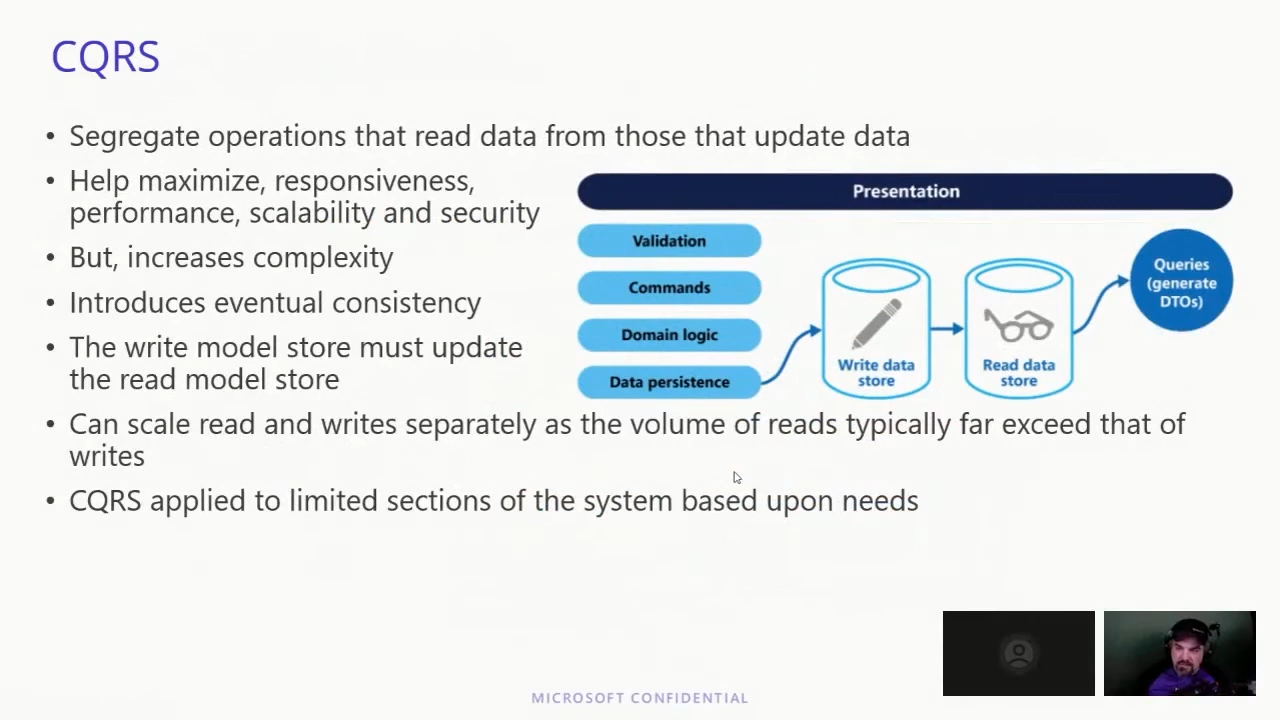 CQRS
• Segregate operations that read data from those that update data
• Help maximize, responsiveness,
performance, scalability and security
• But, increases complexity
• Introduces eventual consistency
• The write model store must update
the read model store
• Can scale read and writes separately as the volume of reads typically far exceed that of
writes
• CQRS applied to limited sections of the system based upon needs
Presentation
Validation
Commands
Domain logic
Data persistence
Write data
store
Read data
store
Queries
(generate
DTOs)
MICROSOFT CONFIDENTIAL